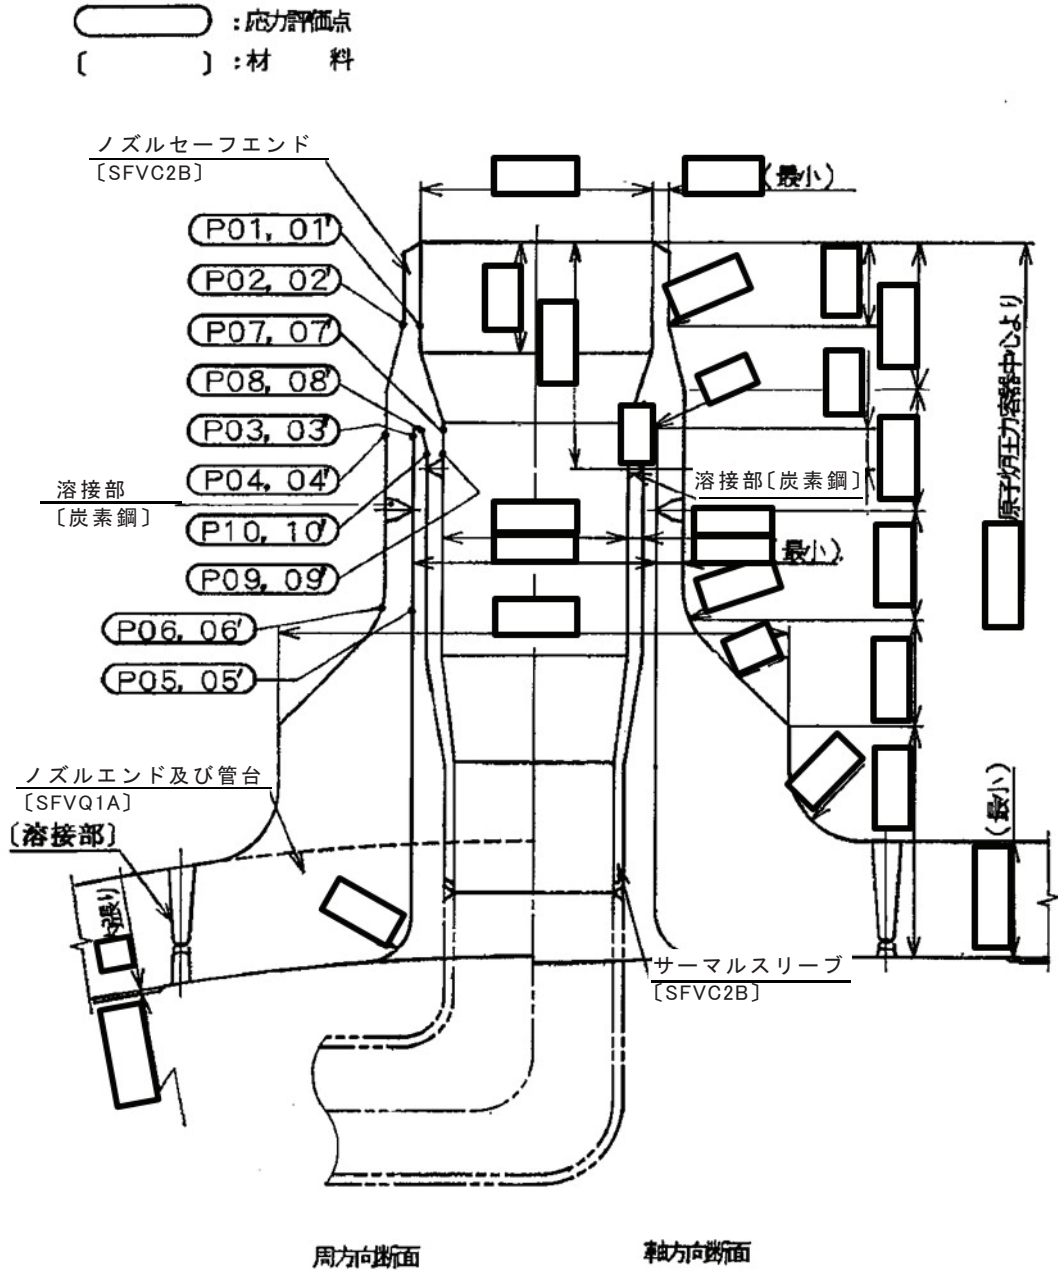 ：応力評価点
〔　　　〕：材　料
ノズルセーフエンド
〔SFVC2B〕
（最小）
P01, 01'
P02, 02'
P07, 07'
P08, 08'
P03, 03'
P04, 04'
P10, 10'
P09, 09'
P06, 06'
P05, 05'
原子炉圧力容器中心より
溶接部〔炭素鋼〕
溶接部
〔炭素鋼〕
最小）
ノズルエンド及び管台
〔SFVQ1A〕
〔溶接部〕
（最小）
張り
サーマルスリーブ
〔SFVC2B〕
周方向断面
軸方向断面